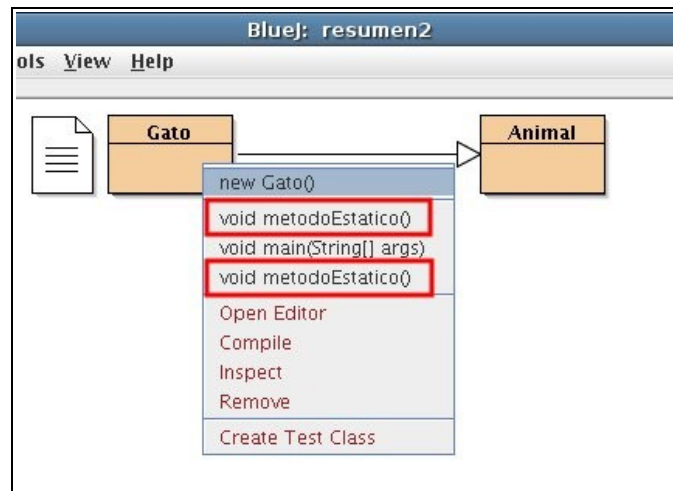 BlueJ: resumen2
ols View Help
Gato
Animal
new Gato()
void metodoEstatico()
void main(String[] args)
void metodoEstatico()
Open Editor
Compile
Inspect
Remove
Create Test Class